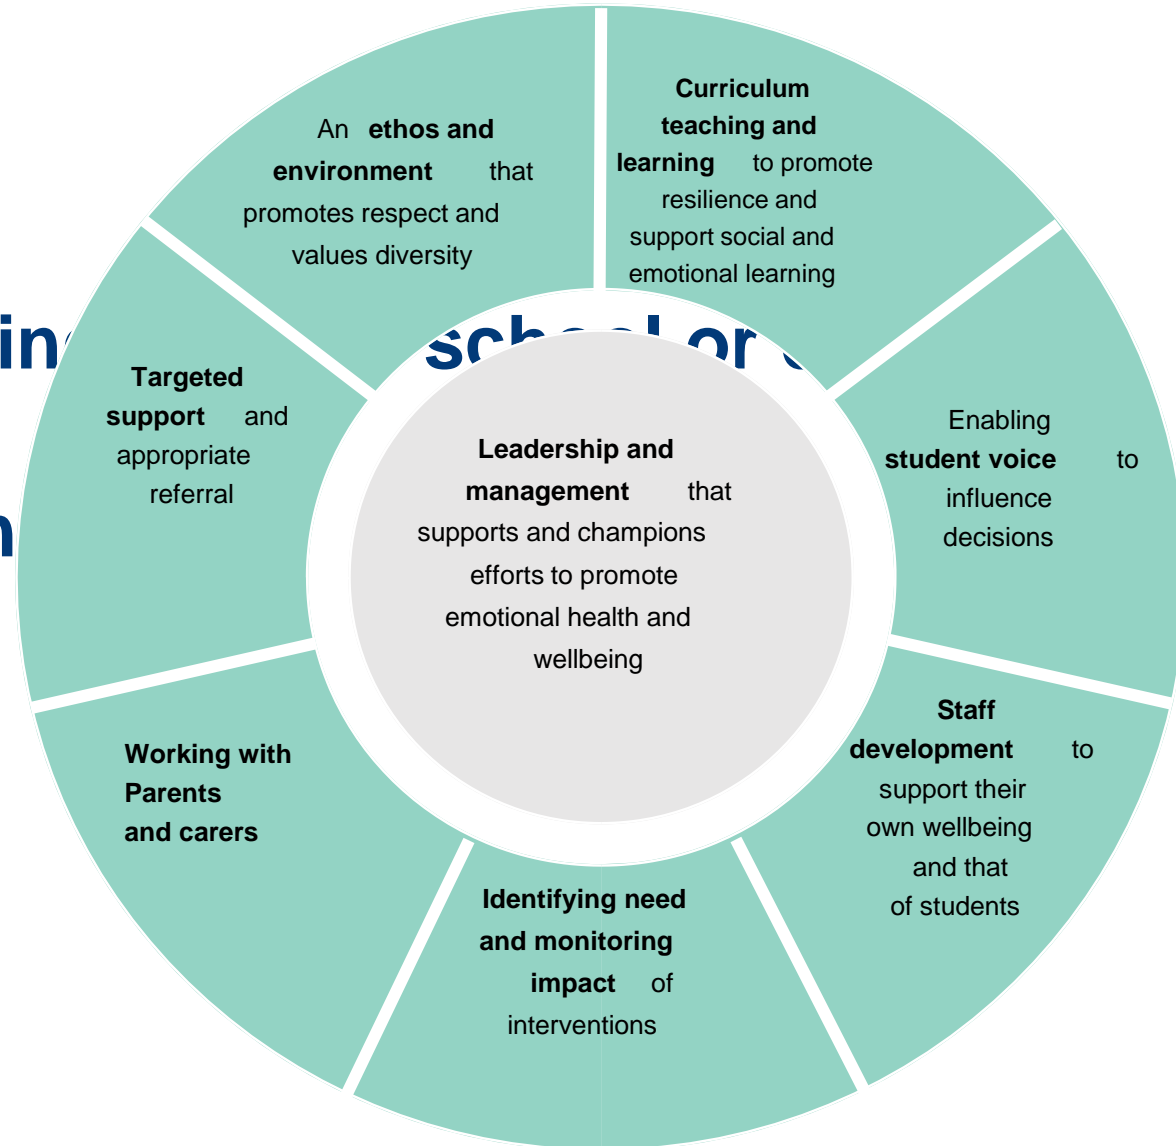 Curriculum
teaching and
learning to promote
resilience and
support social and
emotional learning
An ethos and
environment that
promotes respect and
values diversity
school or
Targeted
support and
appropriate
referral
Enabling
student voice to
influence
decisions
Leadership and
management that
supports and champions
efforts to promote
emotional health and
wellbeing
Staff
development to
support their
own wellbeing
and that
of students
Working with
Parents
and carers
Identifying need
and monitoring
impact of
interventions